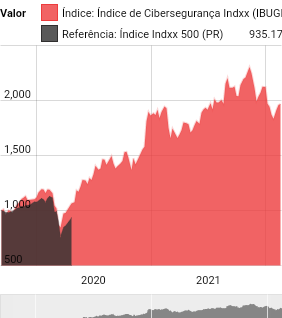 Valor
Índice: Índice de Cibersegurança Indxx (IBUG
Referência: Índice Indxx 500 (PR) 935.17
2,000
1,500
1,000
500
2020 2021